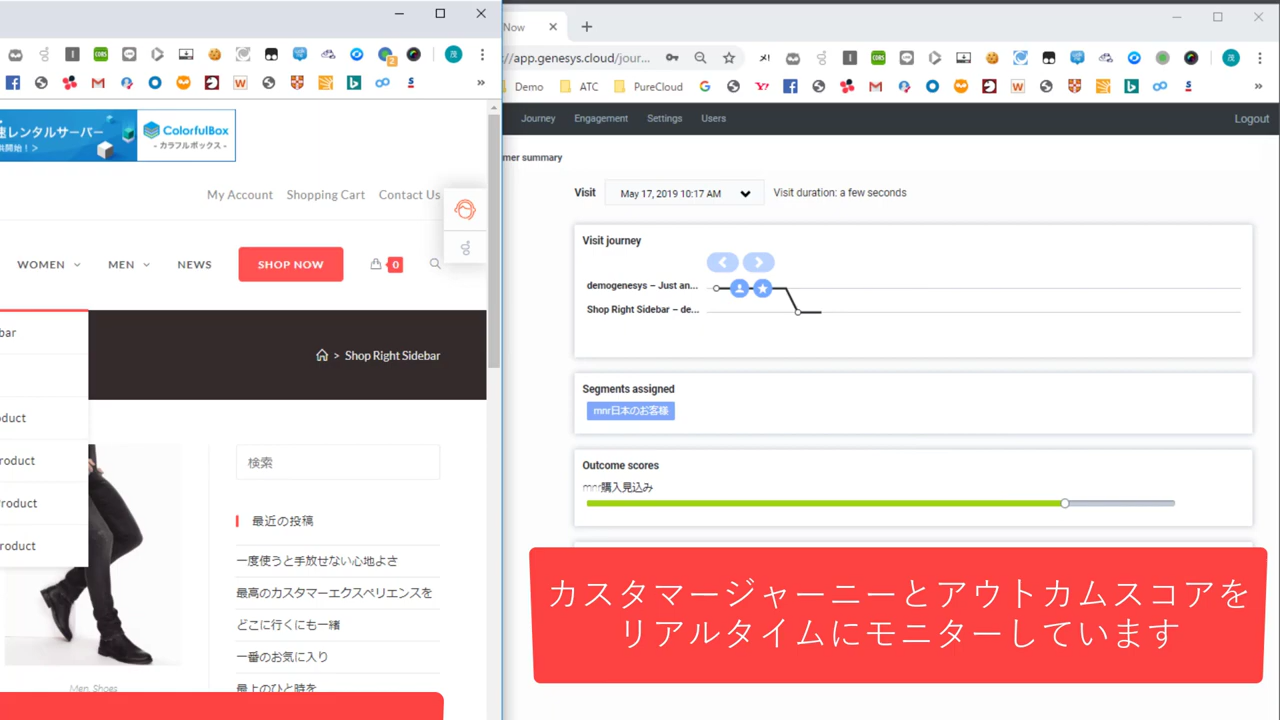 速レンタルサーバー
ColorfulBox
- カラフルボックス -
My Account Shopping Cart Contact Us
WOMEN MEN NEWS SHOP NOW 0
> Shop Right Sidebar
bar
oduct
roduct
Product
roduct
検索
最近の投稿
一度使うと手放せない心地よさ
最高のカスタマーエクスペリエンスを
どこに行くにも一緒
一番のお気に入り
最上のひと時を
Men, Shoes
Now
//app.genesys.cloud/jour...
Demo ATC PureCloud
Journey Engagement Settings Users Logout
mer summary
Visit May 17, 2019 10:17 AM Visit duration: a few seconds
Visit journey
demogenesys – Just an...
Shop Right Sidebar – de...
Segments assigned
mnr日本のお客様
Outcome scores
mnr購入見込み
カスタマージャーニーとアウトカムスコアを
リアルタイムにモニターしています